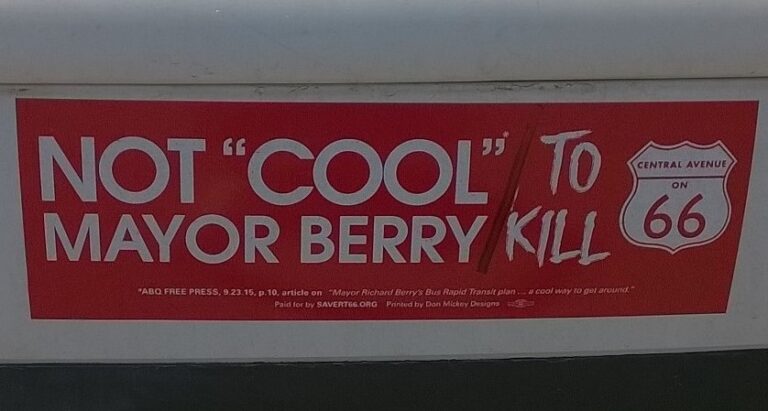 NOT "COOL"* / TO
MAYOR BERRY / KILL
CENTRAL AVENUE
ON
66
"ABQ FREE PRESS, 9.23.15, p.10, article on "Mayor Richard Berry's Bus Rapid Transit plan ... a cool way to get around."
Paid for by SAVERT66.ORG Printed by Don Mickey Designs